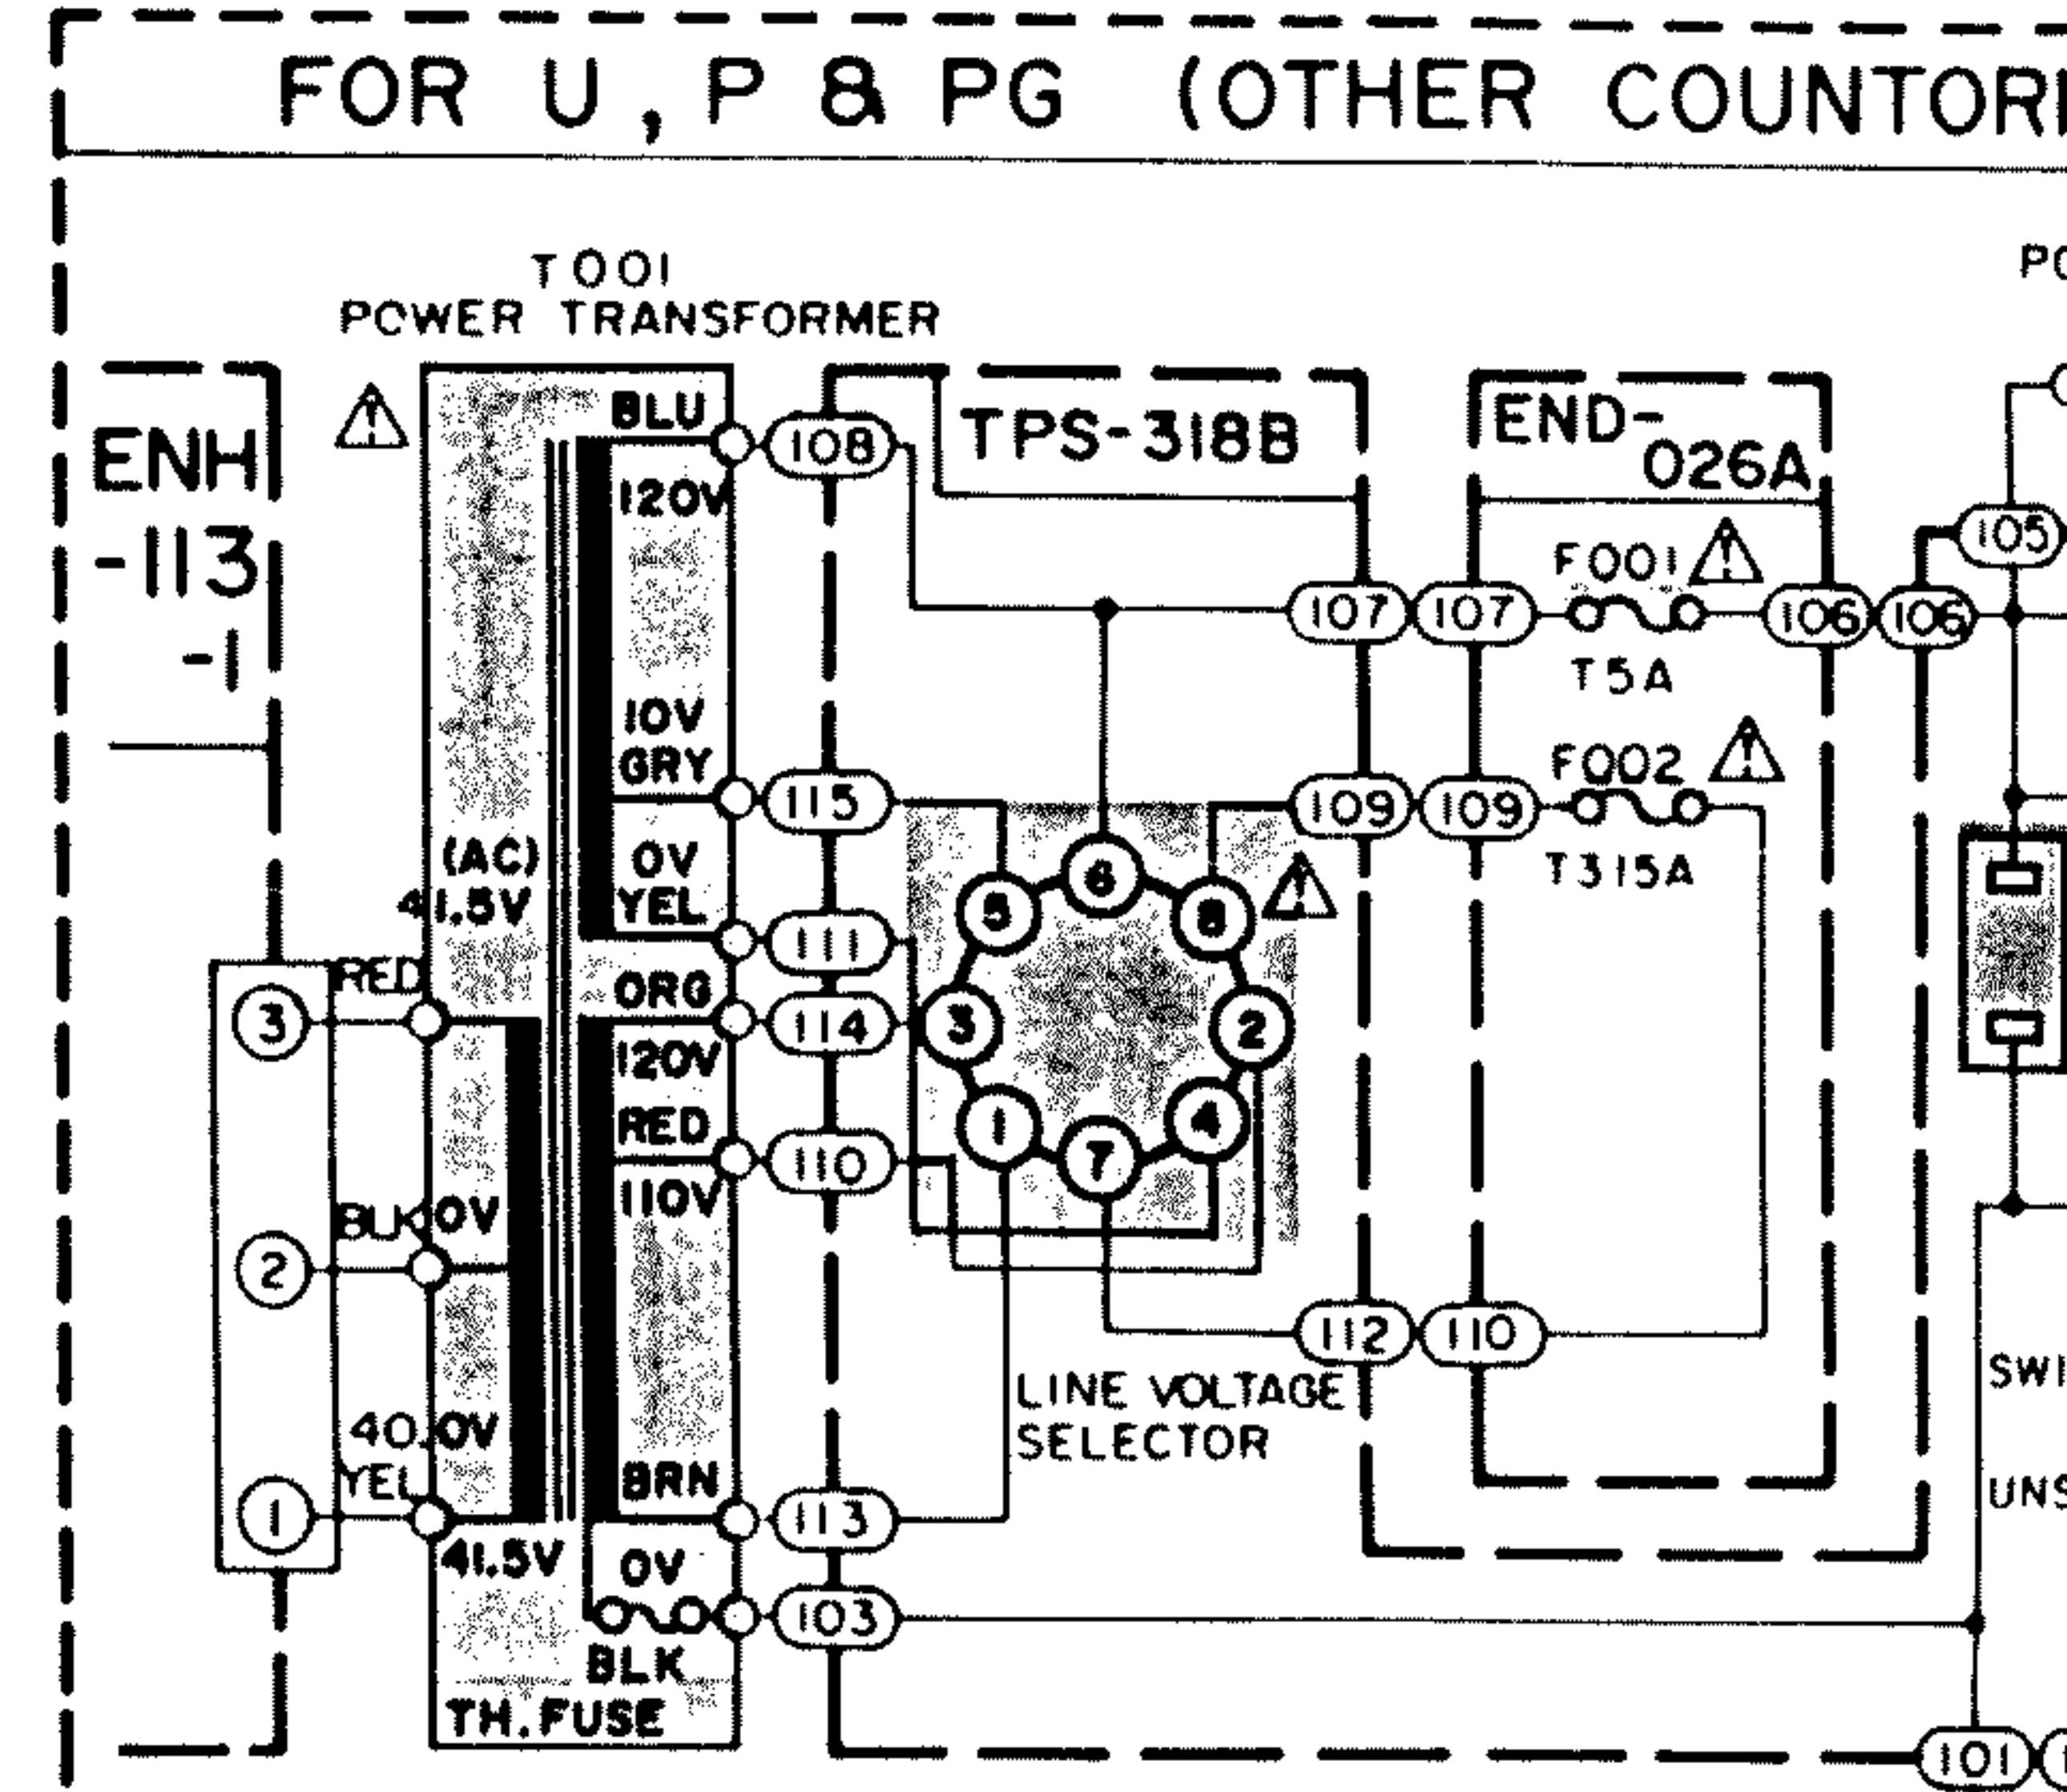 FOR U, P & PG (OTHER COUNTOR
T001
POWER TRANSFORMER
ENH
-113
-1
BLU
120V
10V
GRY
0V
YEL
ORG
120V
RED
110V
BRN
0V
BLK
TH.FUSE
(AC)
41.5V
RED
BLK 0V
40.0V
YEL
41.5V
3
2
1
108
115
111
114
110
113
103
TPS-318B
END-
026A
107
107
F001
T5A
106
106
105
109
109
F002
T315A
5
6
8
3
2
1
7
4
112
110
LINE VOLTAGE
SELECTOR
PO
SWI
UNS
101